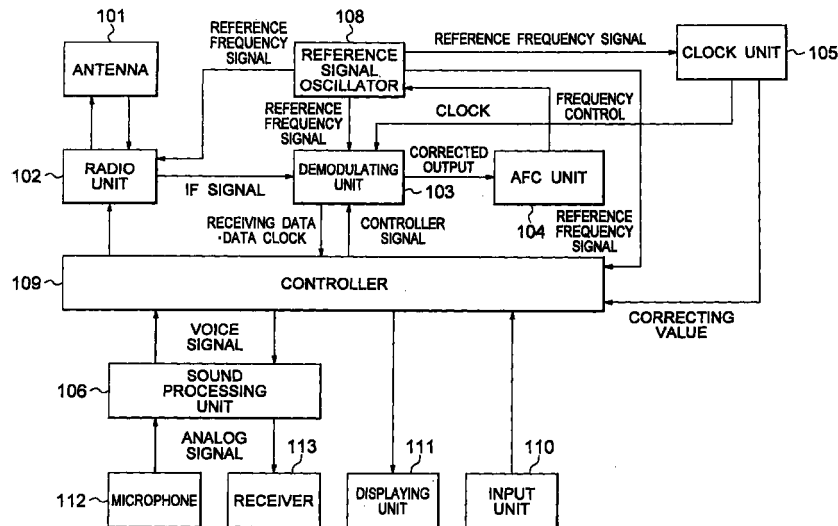 101
REFERENCE
FREQUENCY
SIGNAL
108
ANTENNA
REFERENCE
SIGNAL
OSCILLATOR
REFERENCE FREQUENCY SIGNAL
CLOCK UNIT
105
REFERENCE
FREQUENCY
SIGNAL
CLOCK
FREQUENCY
CONTROL
102
RADIO
UNIT
IF SIGNAL
DEMODULATING
UNIT
103
CORRECTED
OUTPUT
AFC UNIT
104
RECEIVING DATA
·DATA CLOCK
CONTROLLER
SIGNAL
REFERENCE
FREQUENCY
SIGNAL
109
CONTROLLER
CORRECTING
VALUE
VOICE
SIGNAL
106
SOUND
PROCESSING
UNIT
ANALOG
SIGNAL
113
111
110
112
MICROPHONE
RECEIVER
DISPLAYING
UNIT
INPUT
UNIT